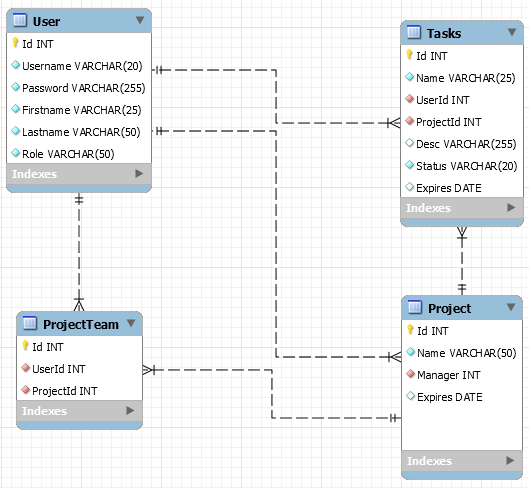 User
Id INT
Username VARCHAR(20)
Password VARCHAR(255)
Firstname VARCHAR(25)
Lastname VARCHAR(50)
Role VARCHAR(50)
Indexes
Tasks
Id INT
Name VARCHAR(25)
UserId INT
ProjectId INT
Desc VARCHAR(255)
Status VARCHAR(20)
Expires DATE
Indexes
ProjectTeam
Id INT
UserId INT
ProjectId INT
Indexes
Project
Id INT
Name VARCHAR(50)
Manager INT
Expires DATE
Indexes